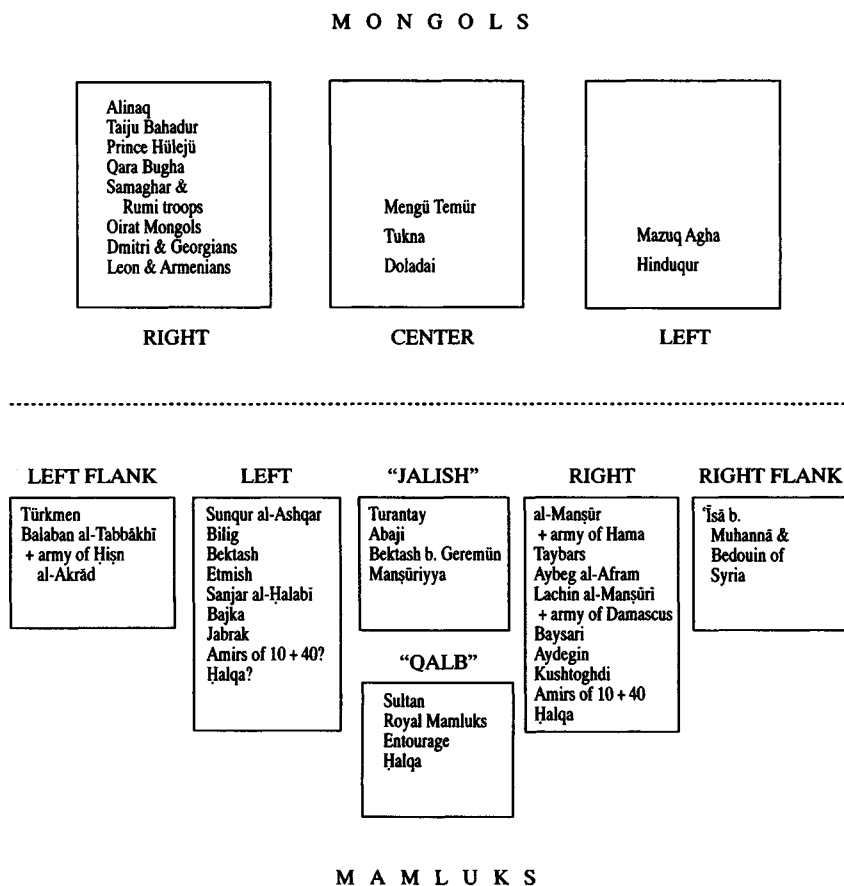 MONGOLS
Alinaq
Taiju Bahadur
Prince Hülejü
Qara Bugha
Samaghar &
Rumi troops
Oirat Mongols
Dmitri & Georgians
Leon & Armenians
RIGHT
Mengü Temür
Tukna
Doladai
CENTER
Mazuq Agha
Hinduqur
LEFT
LEFT FLANK
Türkmen
Balaban al-Tabbākhī
+ army of Ḥiṣn
al-Akrād
LEFT
Sunqur al-Ashqar
Bilig
Bektash
Etmish
Sanjar al-Ḥalabī
Bajka
Jabrak
Amirs of 10 + 40?
Ḥalqa?
"JALISH"
Turantay
Abaji
Bektash b. Geremün
Manṣūriyya
"QALB"
Sultan
Royal Mamluks
Entourage
Ḥalqa
RIGHT
al-Manṣūr
+ army of Hama
Taybars
Aybeg al-Afram
Lachin al-Manṣūri
+ army of Damascus
Baysari
Aydegin
Kushtoghdi
Amirs of 10 + 40
Ḥalqa
RIGHT FLANK
ʿĪsā b.
Muhannā &
Bedouin of
Syria
MAMLUKS